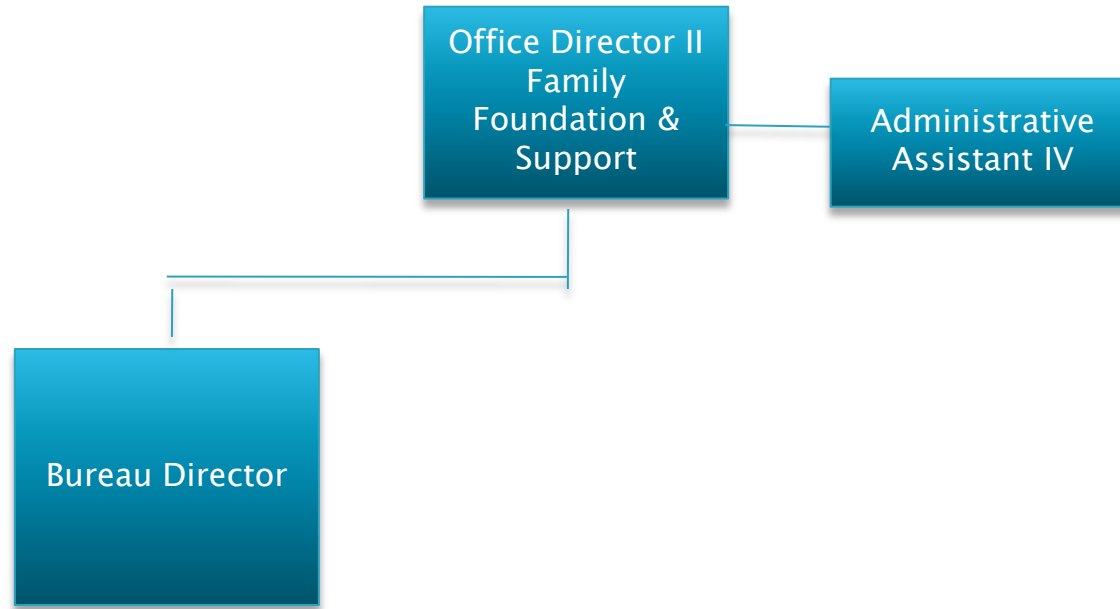 Office Director II
Family
Foundation &
Support
Administrative
Assistant IV
Bureau Director